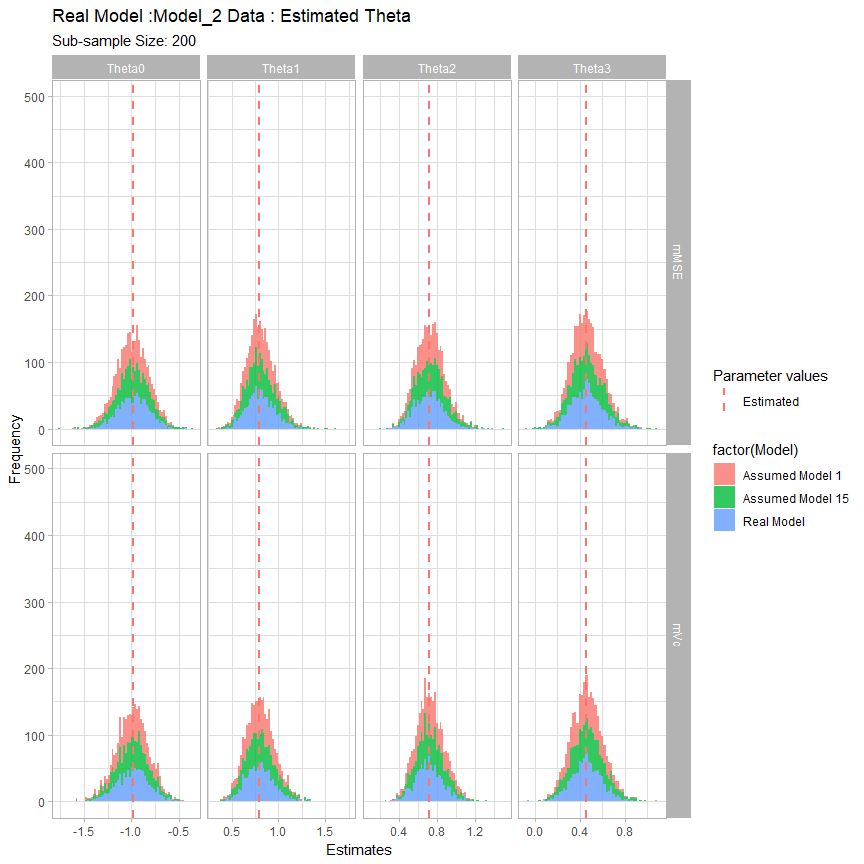 Real Model :Model_2 Data : Estimated Theta
Sub-sample Size: 200
Theta0 Theta1 Theta2 Theta3
500
400
300
200
100
0
mMSE
500
400
300
200
100
0
mVc
-1.5 -1.0 -0.5 0.5 1.0 1.5 0.4 0.8 1.2 0.0 0.4 0.8
Estimates
Frequency
Parameter values
Estimated
factor(Model)
Assumed Model 1
Assumed Model 15
Real Model